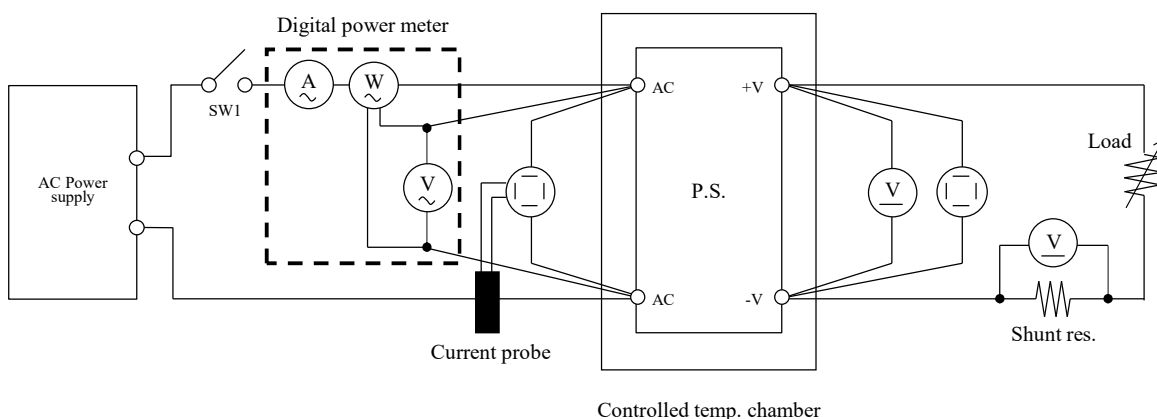 Digital power meter
A
W
SW1
AC
+V
Load
AC Power
supply
V
P.S.
V
V
AC
-V
Shunt res.
Current probe
Controlled temp. chamber